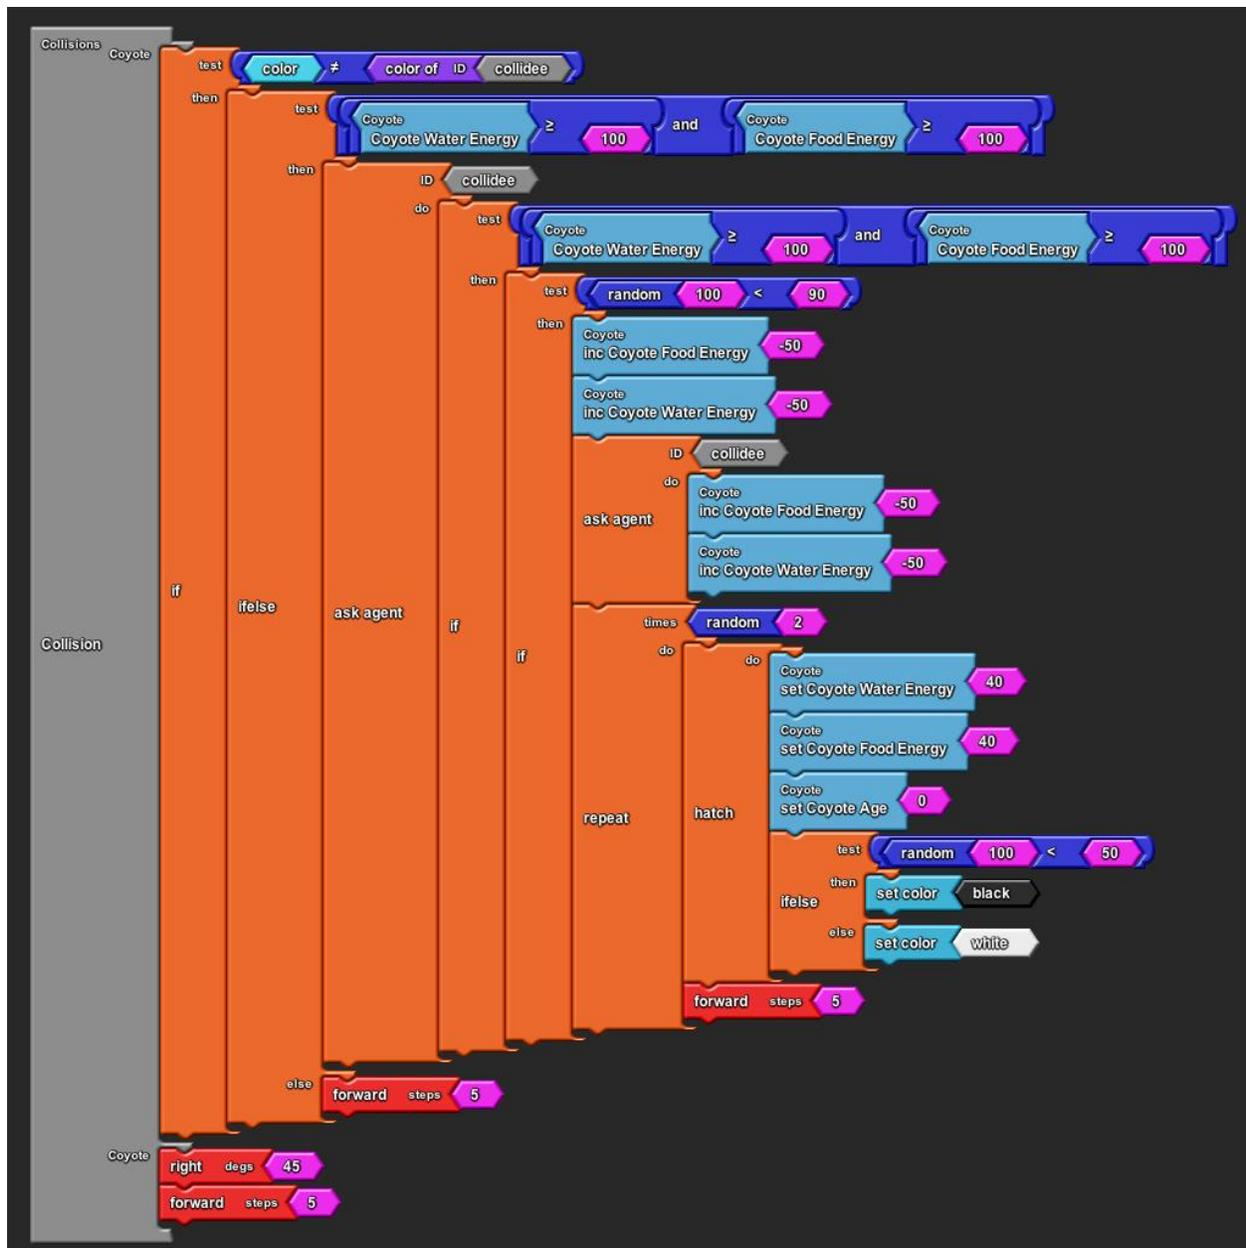 Collisions Coyote
test color ≠ color of ID collidee
then test Coyote Coyote Water Energy ≥ 100 and Coyote Coyote Food Energy ≥ 100
then ID collidee
do test Coyote Coyote Water Energy ≥ 100 and Coyote Coyote Food Energy ≥ 100
then test random 100 < 90
then Coyote
inc Coyote Food Energy -50
Coyote
inc Coyote Water Energy -50
ID collidee
do Coyote
inc Coyote Food Energy -50
ask agent
Coyote
inc Coyote Water Energy -50
if
ifelse
ask agent
if
if
times random 2
Collision
do do Coyote
set Coyote Water Energy 40
Coyote
set Coyote Food Energy 40
Coyote
set Coyote Age 0
repeat
hatch
test random 100 < 50
then set color black
ifelse
else set color white
forward steps 5
else forward steps 5
Coyote
right degs 45
forward steps 5